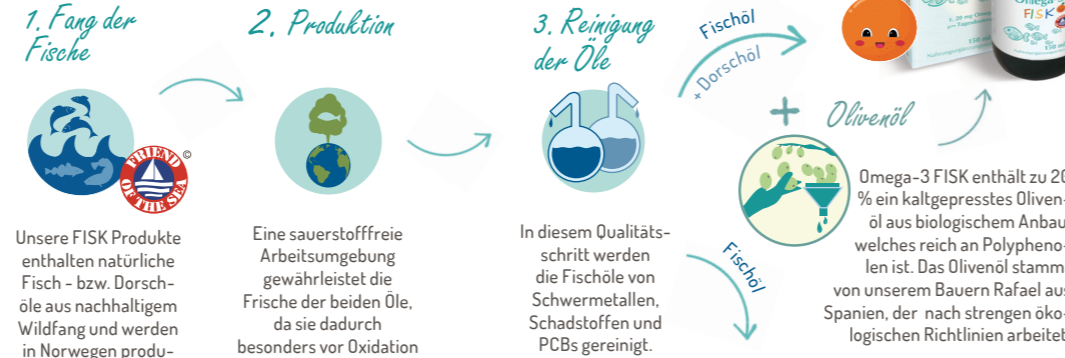 1. Fang der
Fische
FRIEND
OF THE SEA
©
Unsere FISK Produkte
enthalten natürliche
Fisch - bzw. Dorsch-
öle aus nachhaltigem
Wildfang und werden
in Norwegen produ-
2. Produktion
Eine sauerstofffreie
Arbeitsumgebung
gewährleistet die
Frische der beiden Öle,
da sie dadurch
besonders vor Oxidation
3. Reinigung
der Öle
In diesem Qualitäts-
schritt werden
die Fischöle von
Schwermetallen,
Schadstoffen und
PCBs gereinigt.
Fischöl
+ Dorschöl
Fischöl
FISK
150 ml
+ Olivenöl
Omega-3 FISK enthält zu 20
% ein kaltgepresstes Oliven-
öl aus biologischem Anbau
welches reich an Polypheno-
len ist. Das Olivenöl stamm
von unserem Bauern Rafael aus
Spanien, der nach strengen öko-
logischen Richtlinien arbeitet